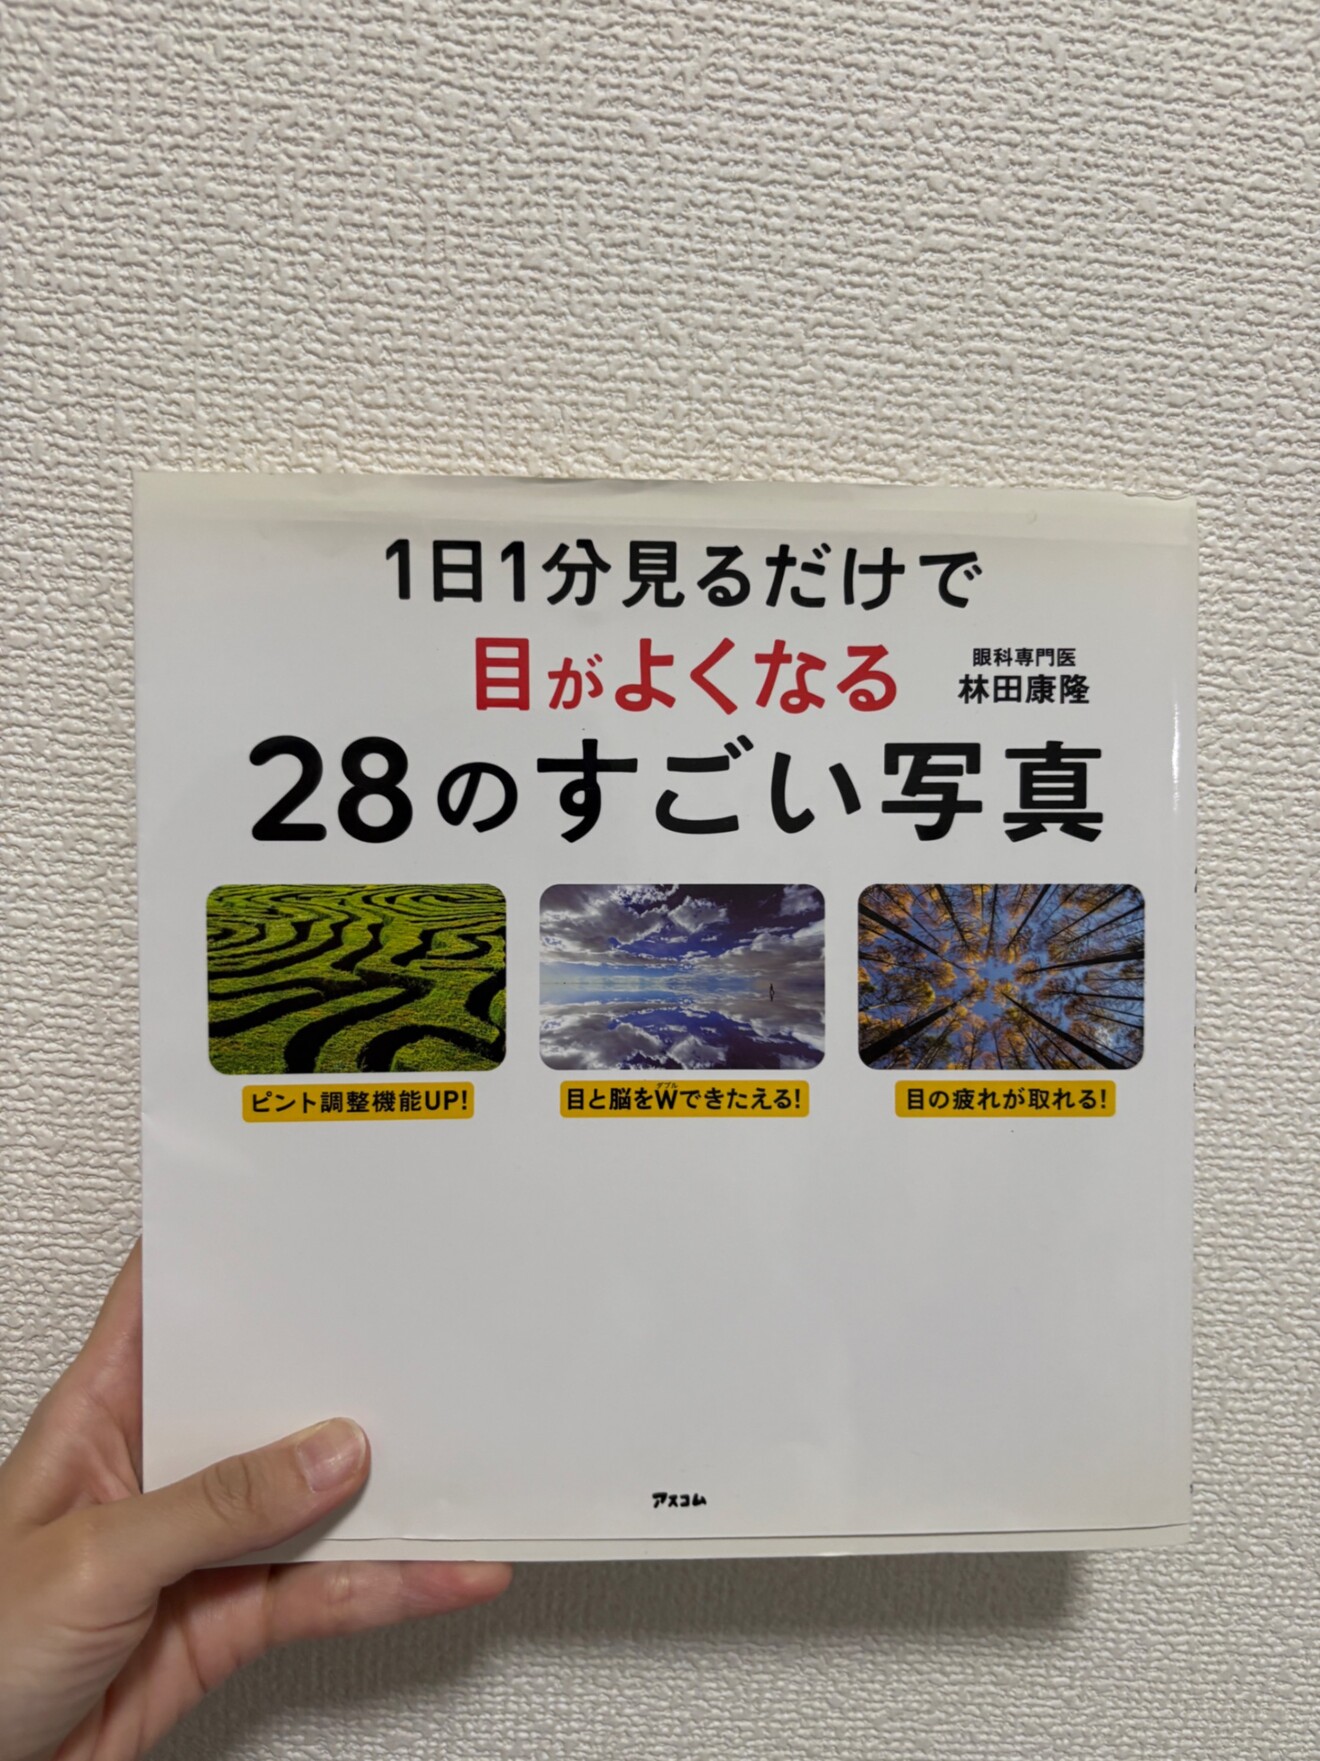 1日1分見るだけで
目がよくなる
眼科専門医
林田康隆
28のすごい写真
ピント調整機能UP!
ダブル
目と脳をWできたえる!
目の疲れが取れる!
アスコム